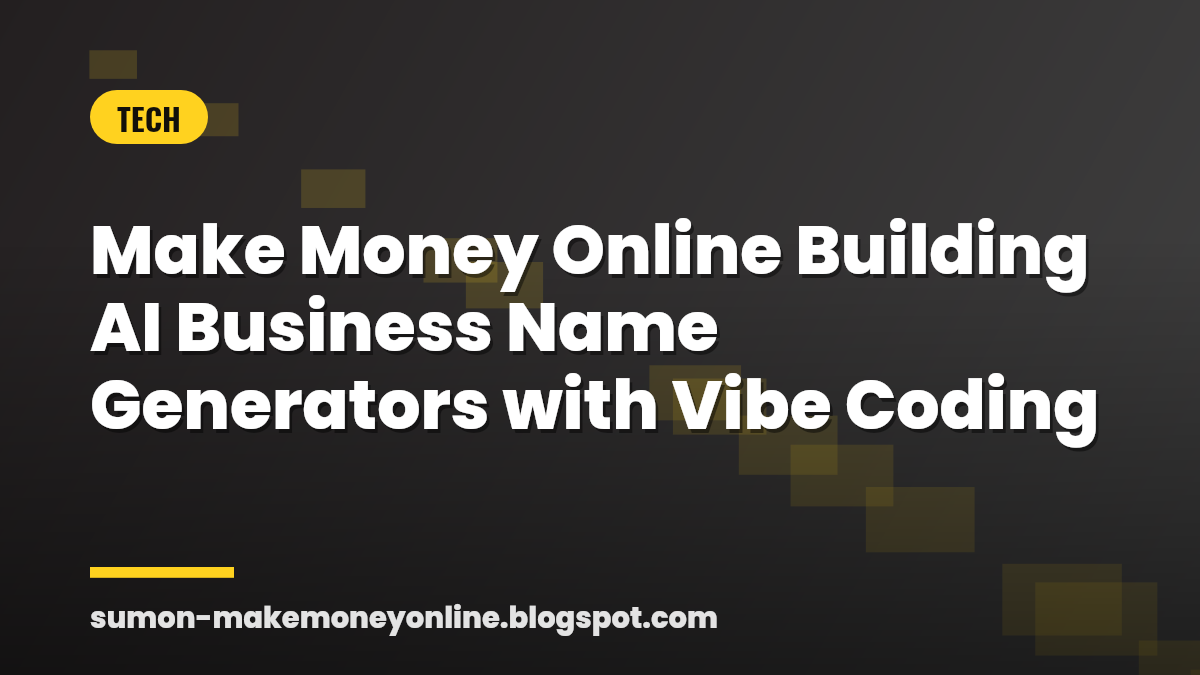 TECH
Make Money Online Building
AI Business Name
Generators with Vibe Coding
sumon-makemoneyonline.blogspot.com